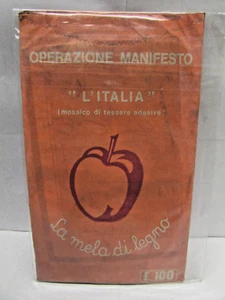 OPERAZIONE MANIFESTO
"L'ITALIA"
(mosaico di tessere adesive)
La mela di legno
£ 100